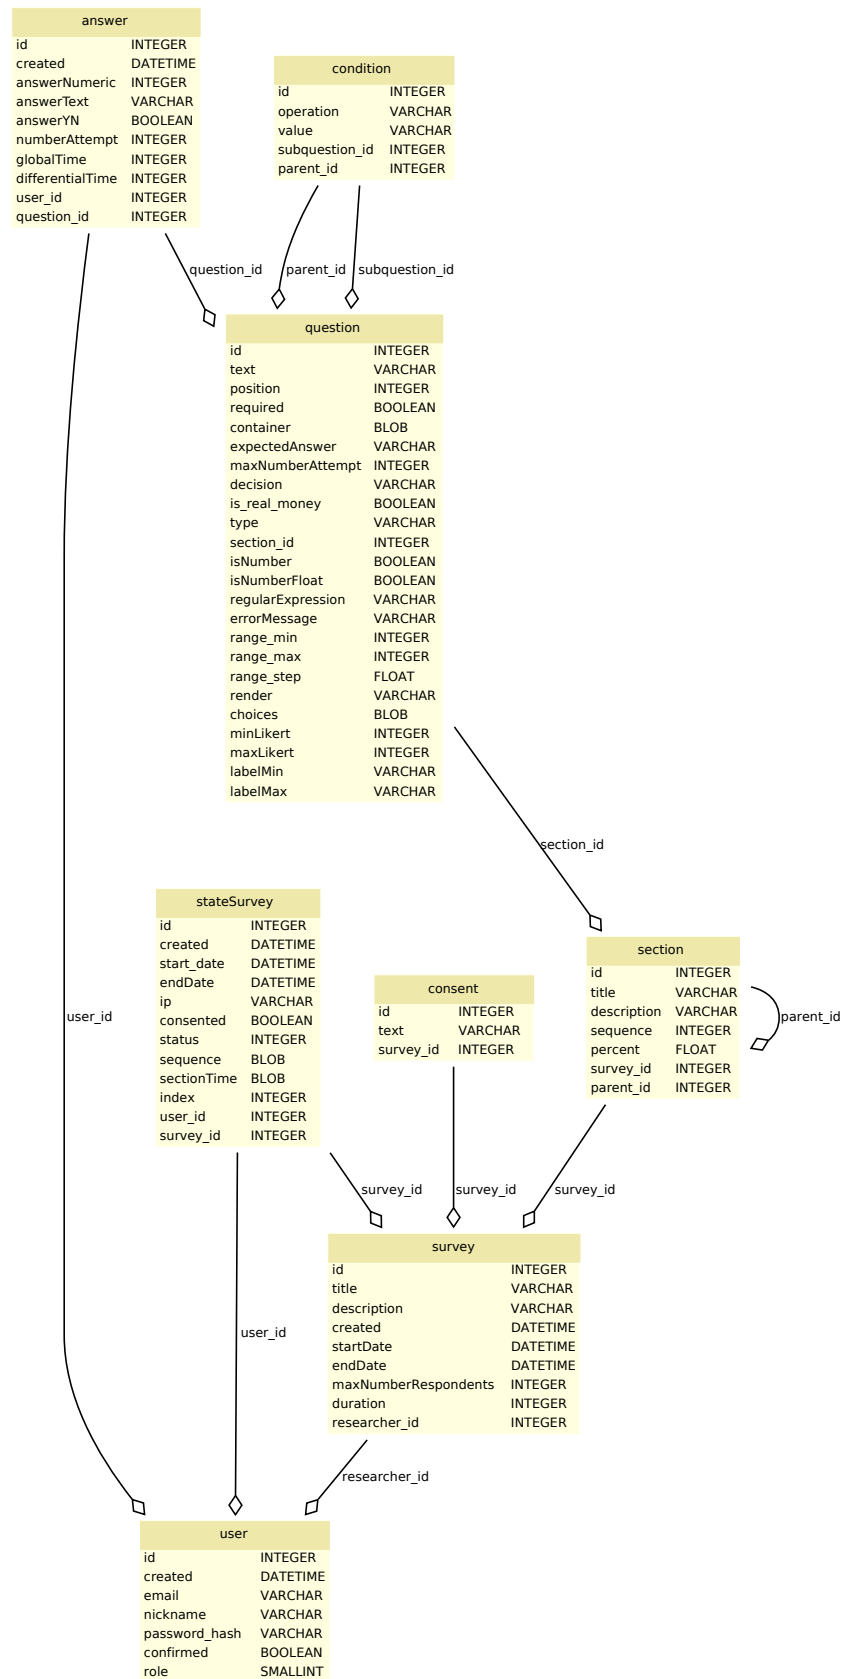 answer
id INTEGER
created DATETIME
answerNumeric INTEGER
answerText VARCHAR
answerYN BOOLEAN
numberAttempt INTEGER
globalTime INTEGER
differentialTime INTEGER
user_id INTEGER
question_id INTEGER
condition
id INTEGER
operation VARCHAR
value VARCHAR
subquestion_id INTEGER
parent_id INTEGER
question_id
parent_id
subquestion_id
question
id INTEGER
text VARCHAR
position INTEGER
required BOOLEAN
container BLOB
expectedAnswer VARCHAR
maxNumberAttempt INTEGER
decision VARCHAR
is_real_money BOOLEAN
type VARCHAR
section_id INTEGER
isNumber BOOLEAN
isNumberFloat BOOLEAN
regularExpression VARCHAR
errorMessage VARCHAR
range_min INTEGER
range_max INTEGER
range_step FLOAT
render VARCHAR
choices BLOB
minLikert INTEGER
maxLikert INTEGER
labelMin VARCHAR
labelMax VARCHAR
section_id
stateSurvey
id INTEGER
created DATETIME
start_date DATETIME
endDate DATETIME
ip VARCHAR
consented BOOLEAN
status INTEGER
sequence BLOB
sectionTime BLOB
index INTEGER
user_id INTEGER
survey_id INTEGER
consent
id INTEGER
text VARCHAR
survey_id INTEGER
section
id INTEGER
title VARCHAR
description VARCHAR
sequence INTEGER
percent FLOAT
survey_id INTEGER
parent_id INTEGER
parent_id
user_id
survey_id
survey_id
survey_id
survey
id INTEGER
title VARCHAR
description VARCHAR
created DATETIME
startDate DATETIME
endDate DATETIME
maxNumberRespondents INTEGER
duration INTEGER
researcher_id INTEGER
user_id
researcher_id
user
id INTEGER
created DATETIME
email VARCHAR
nickname VARCHAR
password_hash VARCHAR
confirmed BOOLEAN
role SMALLINT